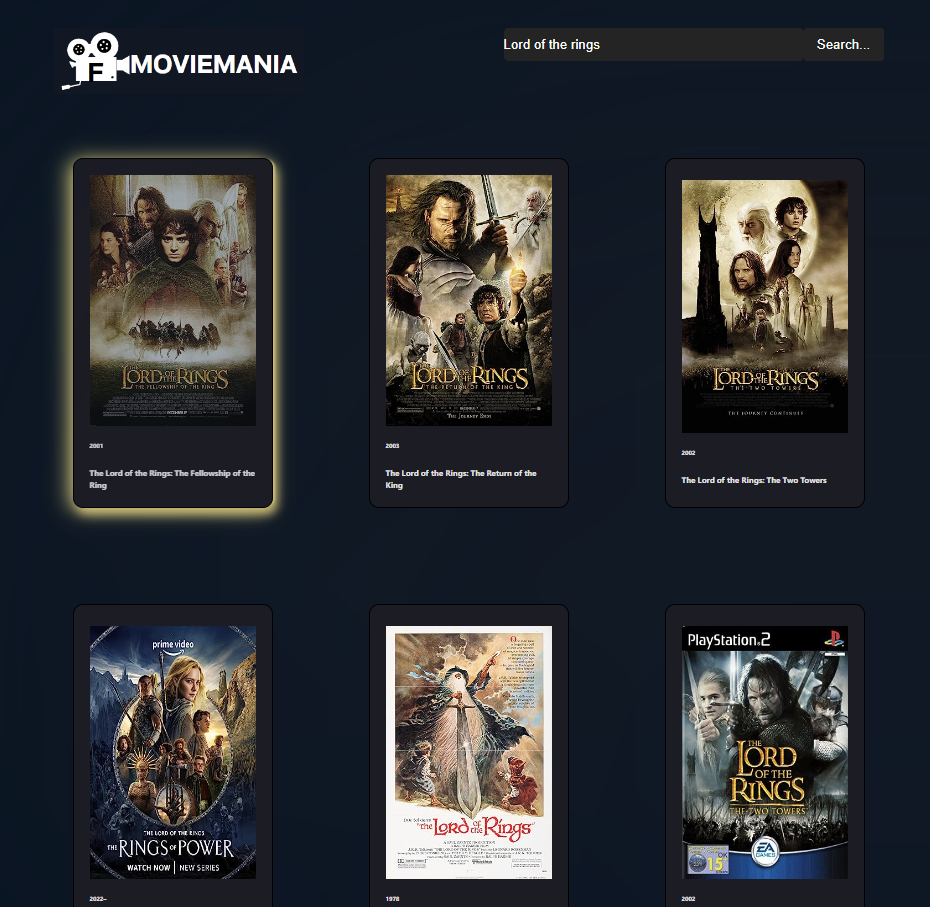 F
MOVIEMANIA
Lord of the rings
Search...
THE
LORD OF THE RINGS
THE FELLOWSHIP OF THE RING
2001
The Lord of the Rings: The Fellowship of the
Ring
THE
LORD OF THE RINGS
THE RETURN OF THE KING
THE JOURNEY ENDS
2003
The Lord of the Rings: The Return of the
King
THE
LORD OF THE RINGS
THE TWO TOWERS
THE JOURNEY CONTINUES
2002
The Lord of the Rings: The Two Towers
prime video
THE LORD OF THE RINGS
THE RINGS OF POWER
WATCH NOW | NEW SERIES
2022–
"The Lord of the Rings"
1978
PlayStation.2
THE
LORD
OF THE
RINGS
THE TWO TOWERS
15
EA
GAMES
2002